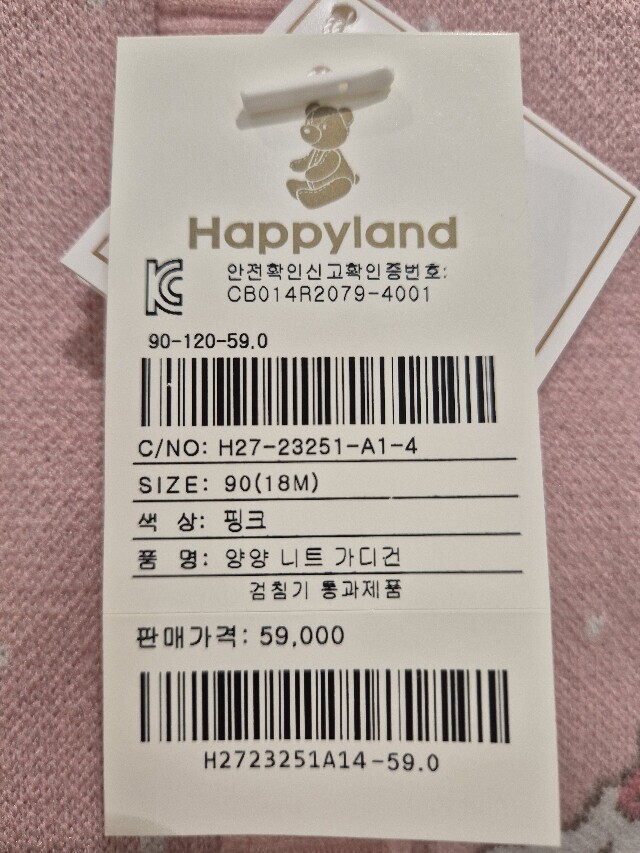 Happyland
안전확인신고확인증번호:
CB014R2079-4001
90-120-59.0
C/NO: H27-23251-A1-4
SIZE: 90(18M)
색 상: 핑크
품 명: 양양 니트 가디건
검침기 통과제품
판매가격: 59,000
H2723251A14-59.0